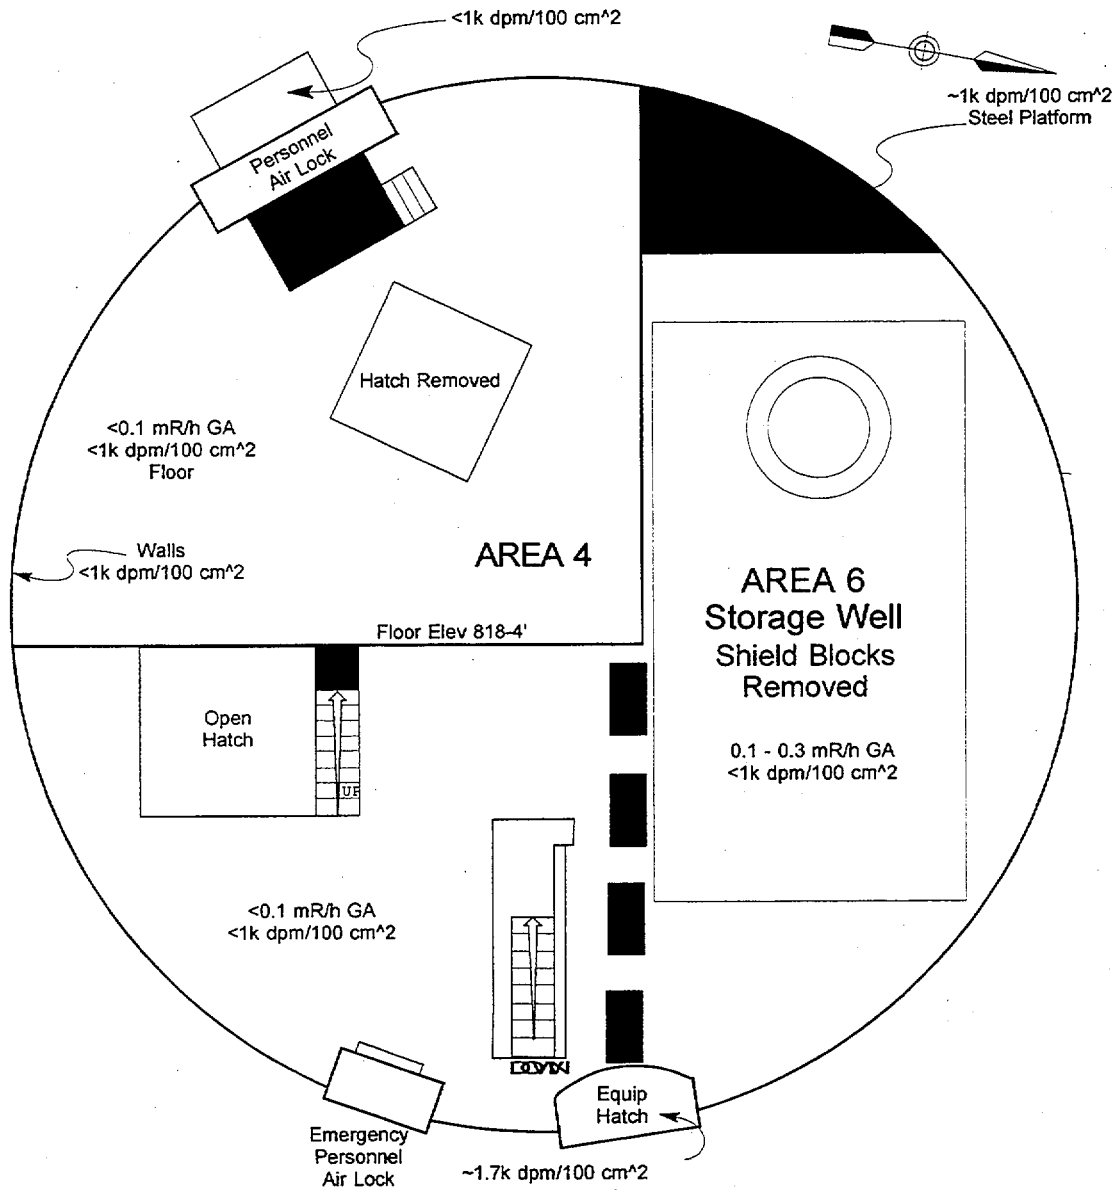 <1k dpm/100 cm^2
~1k dpm/100 cm^2
Steel Platform
Personnel
Air Lock
Hatch Removed
<0.1 mR/h GA
<1k dpm/100 cm^2
Floor
Walls
<1k dpm/100 cm^2
AREA 4
Floor Elev 818-4'
AREA 6
Storage Well
Shield Blocks
Removed
0.1 - 0.3 mR/h GA
<1k dpm/100 cm^2
Open
Hatch
UP
<0.1 mR/h GA
<1k dpm/100 cm^2
DOWN
Equip
Hatch
Emergency
Personnel
Air Lock
~1.7k dpm/100 cm^2